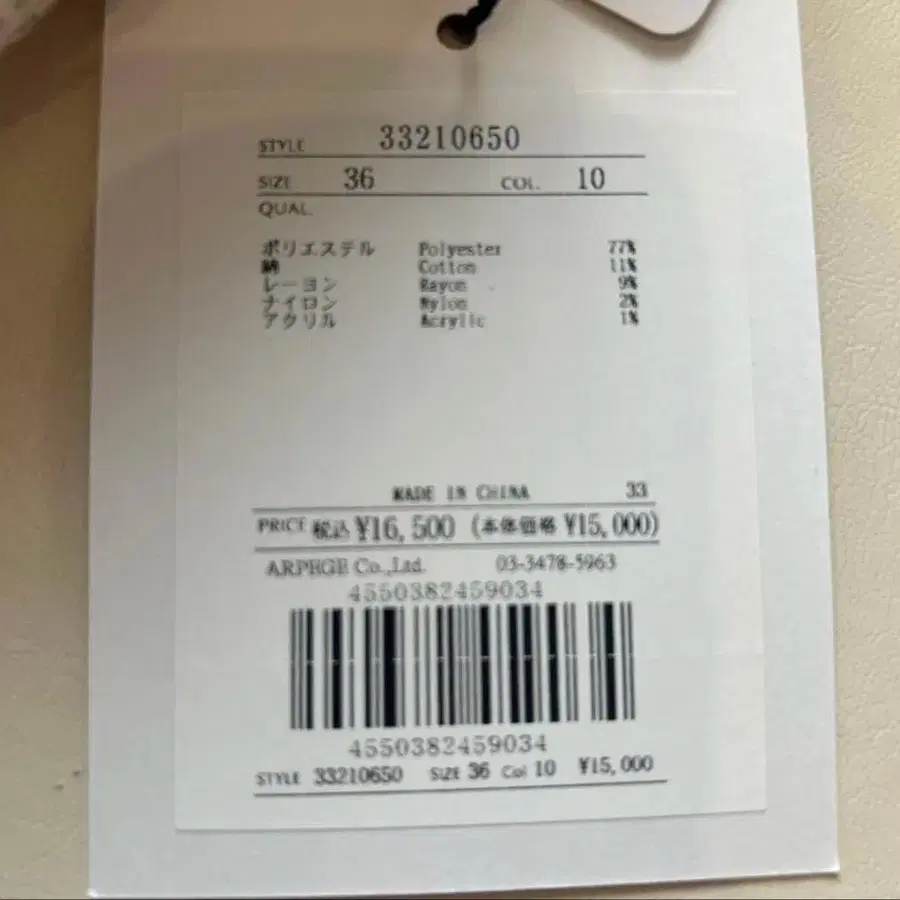 STYLE 33210650
SIZE 36 COL. 10
QUAL.
ポリエステル Polyester 77%
綿 Cotton 11%
レーヨン Rayon 9%
ナイロン Nylon 2%
アクリル Acrylic 1%
MADE IN CHINA 33
PRICE 税込 ¥16,500 (本体価格 ¥15,000)
ARPEGE Co.,Ltd. 03-3478-5963
4550382459034
4550382459034
STYLE 33210650 SIZE 36 Col 10 ¥15,000